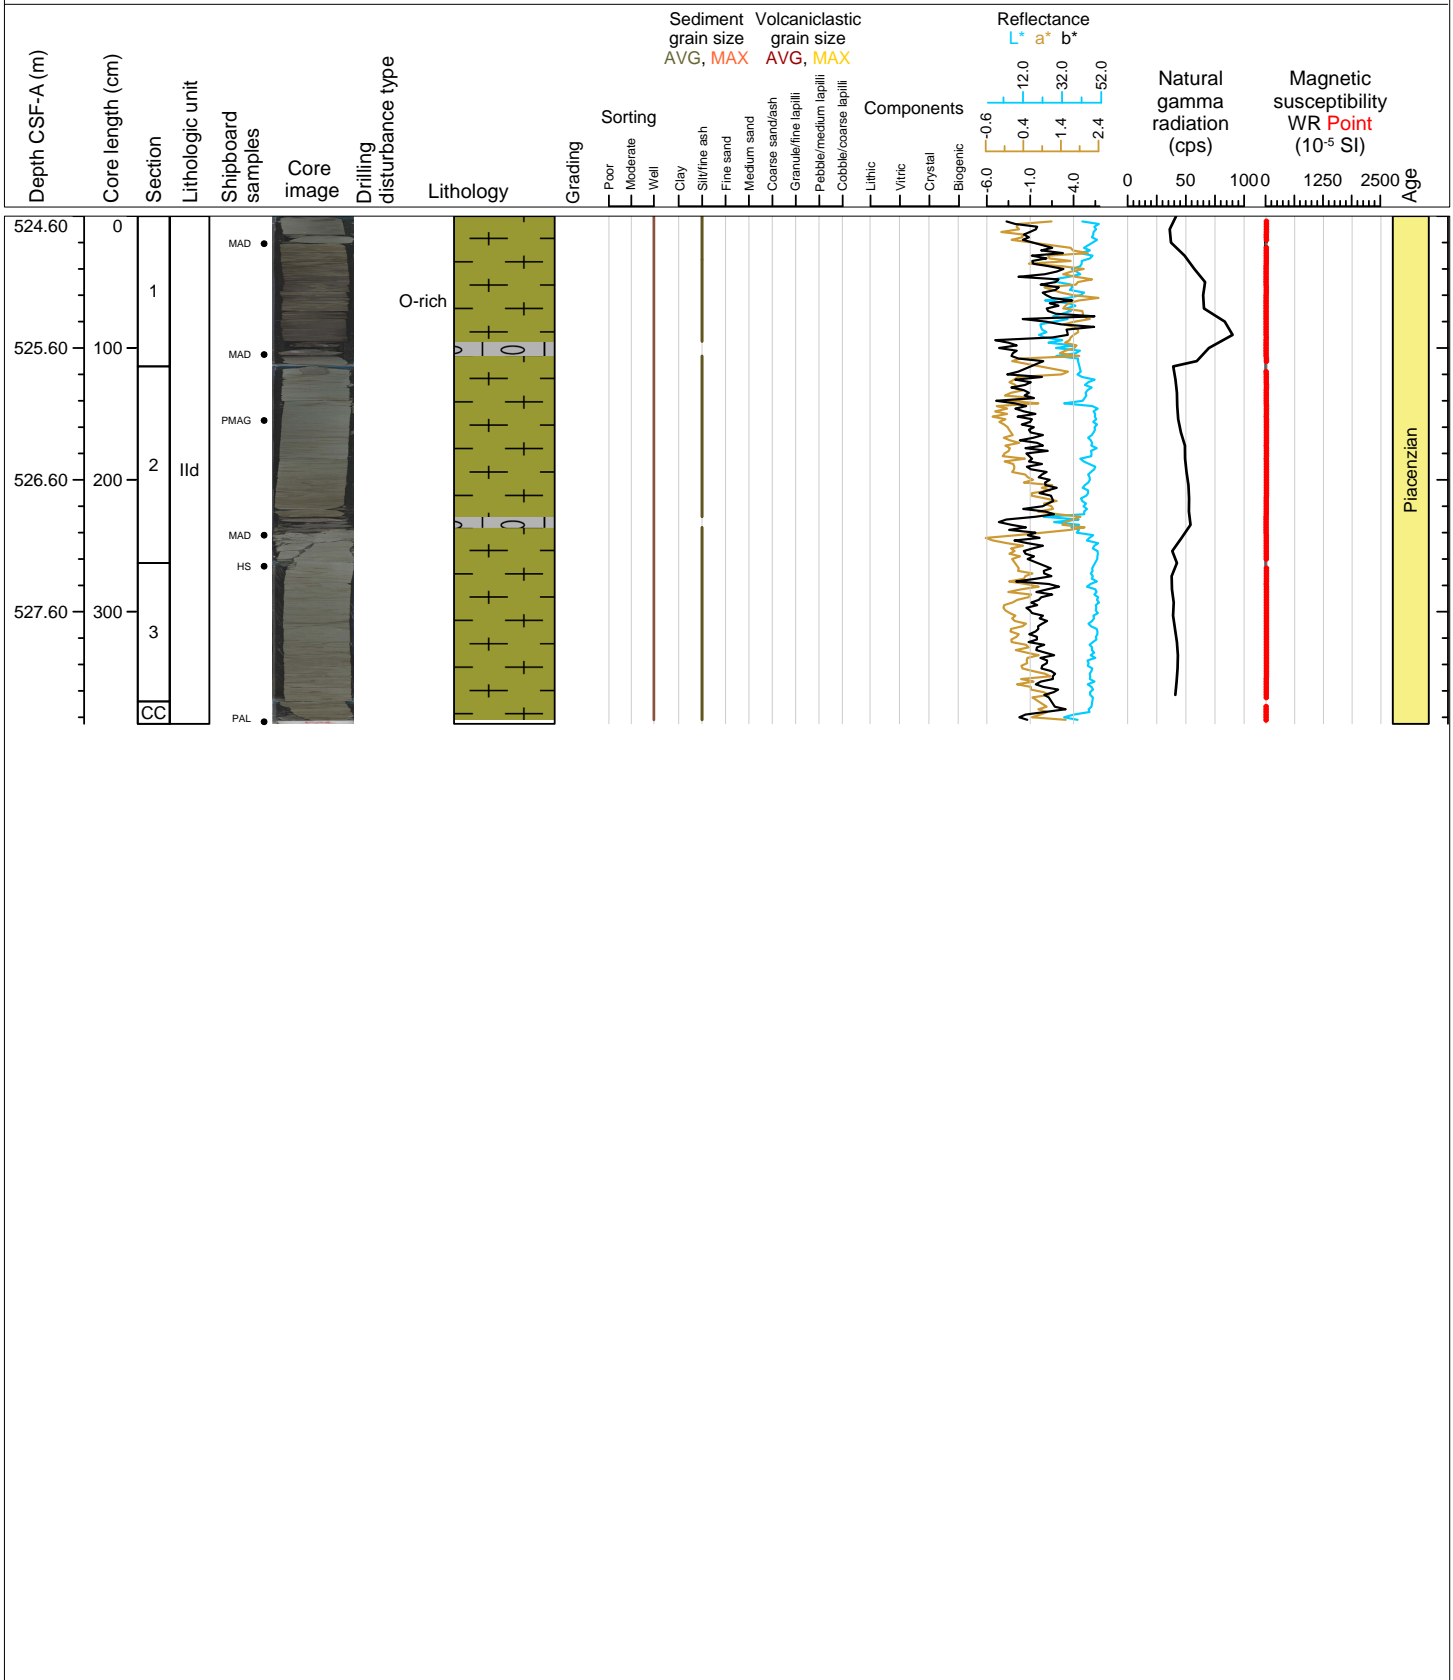 Depth CSF-A (m)
Core length (cm)
Section
Lithologic unit
Shipboard
samples
Core
image
Drilling
disturbance type
Lithology
Grading
Sorting
Poor
Moderate
Well
Sediment
grain size
AVG, MAX
Volcaniclastic
grain size
AVG, MAX
Clay
Silt/fine ash
Fine sand
Medium sand
Coarse sand/ash
Granule/fine lapilli
Pebble/medium lapilli
Cobble/coarse lapilli
Components
Lithic
Vitric
Crystal
Biogenic
Reflectance
L* a* b*
12.0 32.0 52.0
-0.6 0.4 1.4 2.4
-6.0 -1.0 4.0
Natural
gamma
radiation
(cps)
0 50 100
Magnetic
susceptibility
WR Point
(10-5 SI)
0 1250 2500
Age
524.60 0
MAD
1
O-rich
525.60 100
MAD
PMAG
2 IId
526.60 200
Piacenzian
MAD
HS
527.60 300
3
CC
PAL